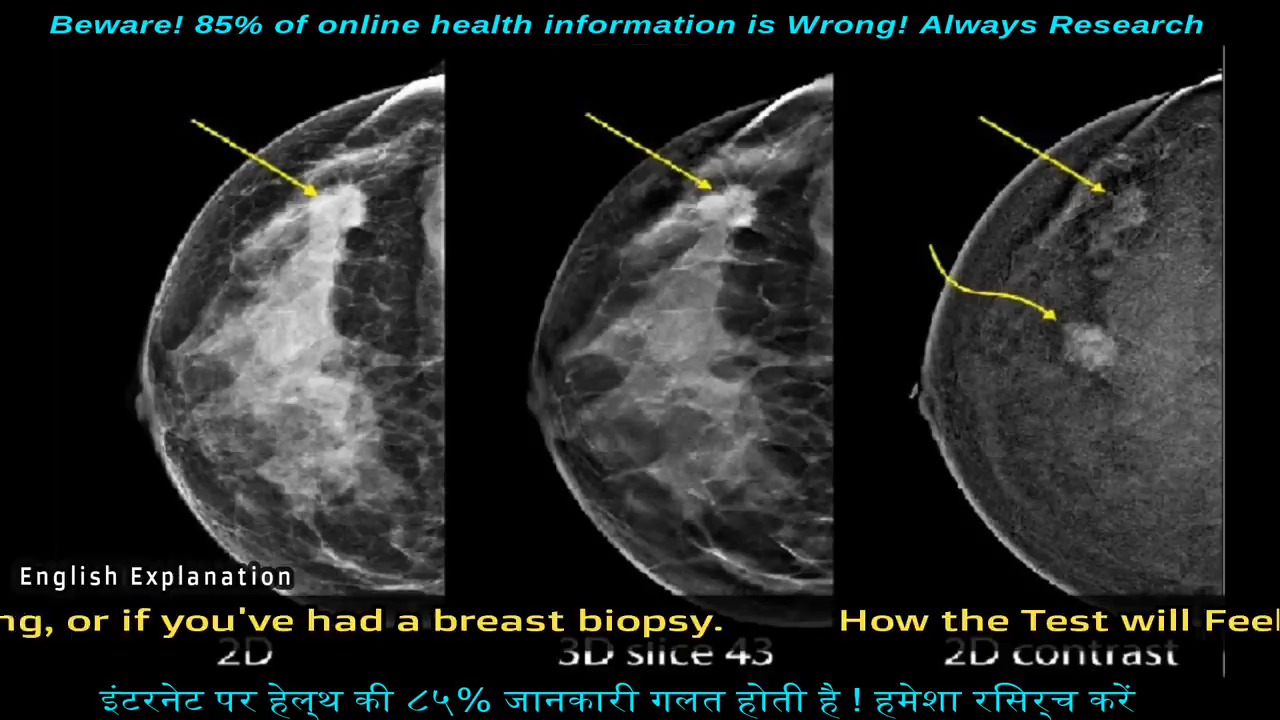 Beware! 85% of online health information is Wrong! Always Research
English Explanation
ng, or if you've had a breast biopsy. How the Test will Feel
2D 3D slice 43 2D contrast
इंटरनेट पर हेल्थ की ८५% जानकारी गलत होती है ! हमेशा रिसर्च करें